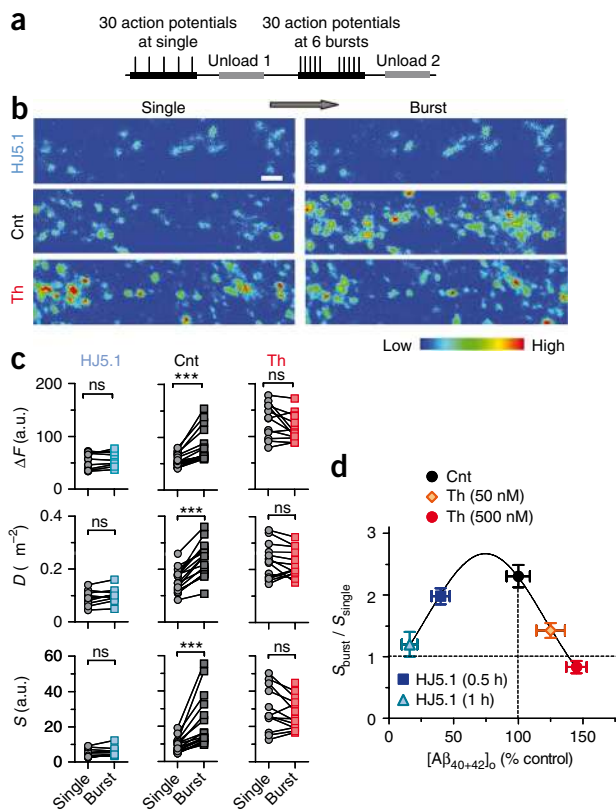 a
30 action potentials at single
Unload 1
30 action potentials at 6 bursts
Unload 2
b
Single
Burst
HJ5.1
Cnt
Th
Low
High
c
HJ5.1
Cnt
Th
ns
***
ns
ΔF (a.u.)
200
100
0
ns
***
ns
D ( m⁻²)
0.4
0.2
0
ns
***
ns
S (a.u.)
60
40
20
0
Single
Burst
Single
Burst
Single
Burst
d
Cnt
Th (50 nM)
Th (500 nM)
S_burst / S_single
3
2
1
0
HJ5.1 (0.5 h)
HJ5.1 (1 h)
0
50
100
150
[Aβ40+42]o (% control)